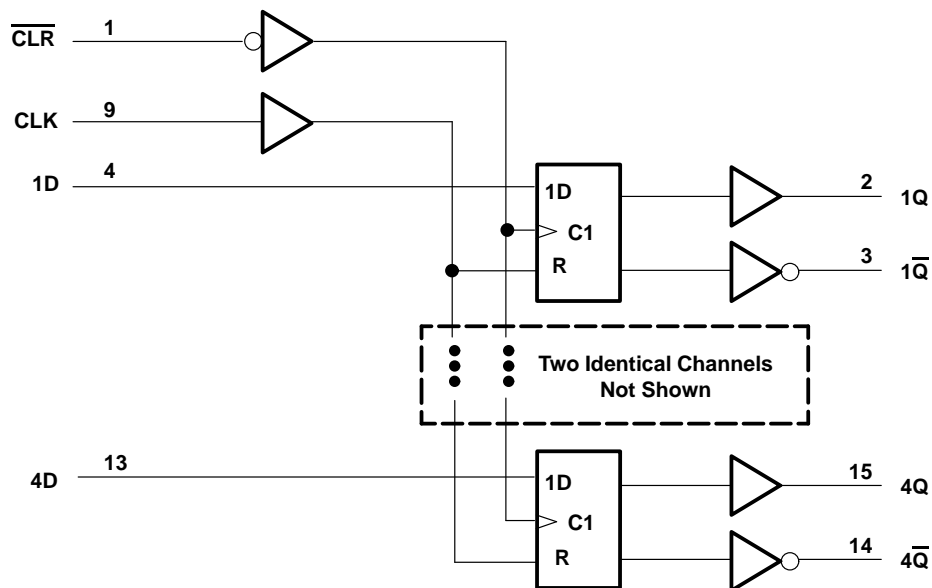 C̅L̅R̅ 1
CLK 9
1D 4
1D
C1
R
2 1Q
3 1Q̅
Two Identical Channels
Not Shown
4D 13
1D
C1
R
15 4Q
14 4Q̅